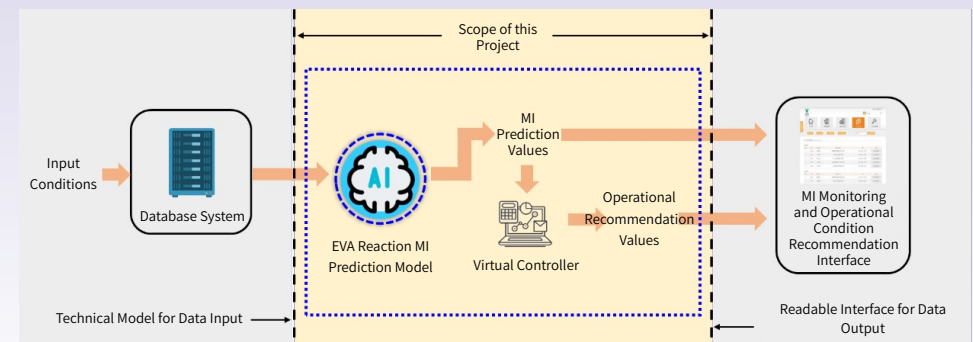 Scope of this
Project
Input
Conditions
Database System
AI
EVA Reaction MI
Prediction Model
MI
Prediction
Values
Virtual Controller
Operational
Recommendation
Values
MI Monitoring
and Operational
Condition
Recommendation
Interface
Technical Model for Data Input
Readable Interface for Data
Output